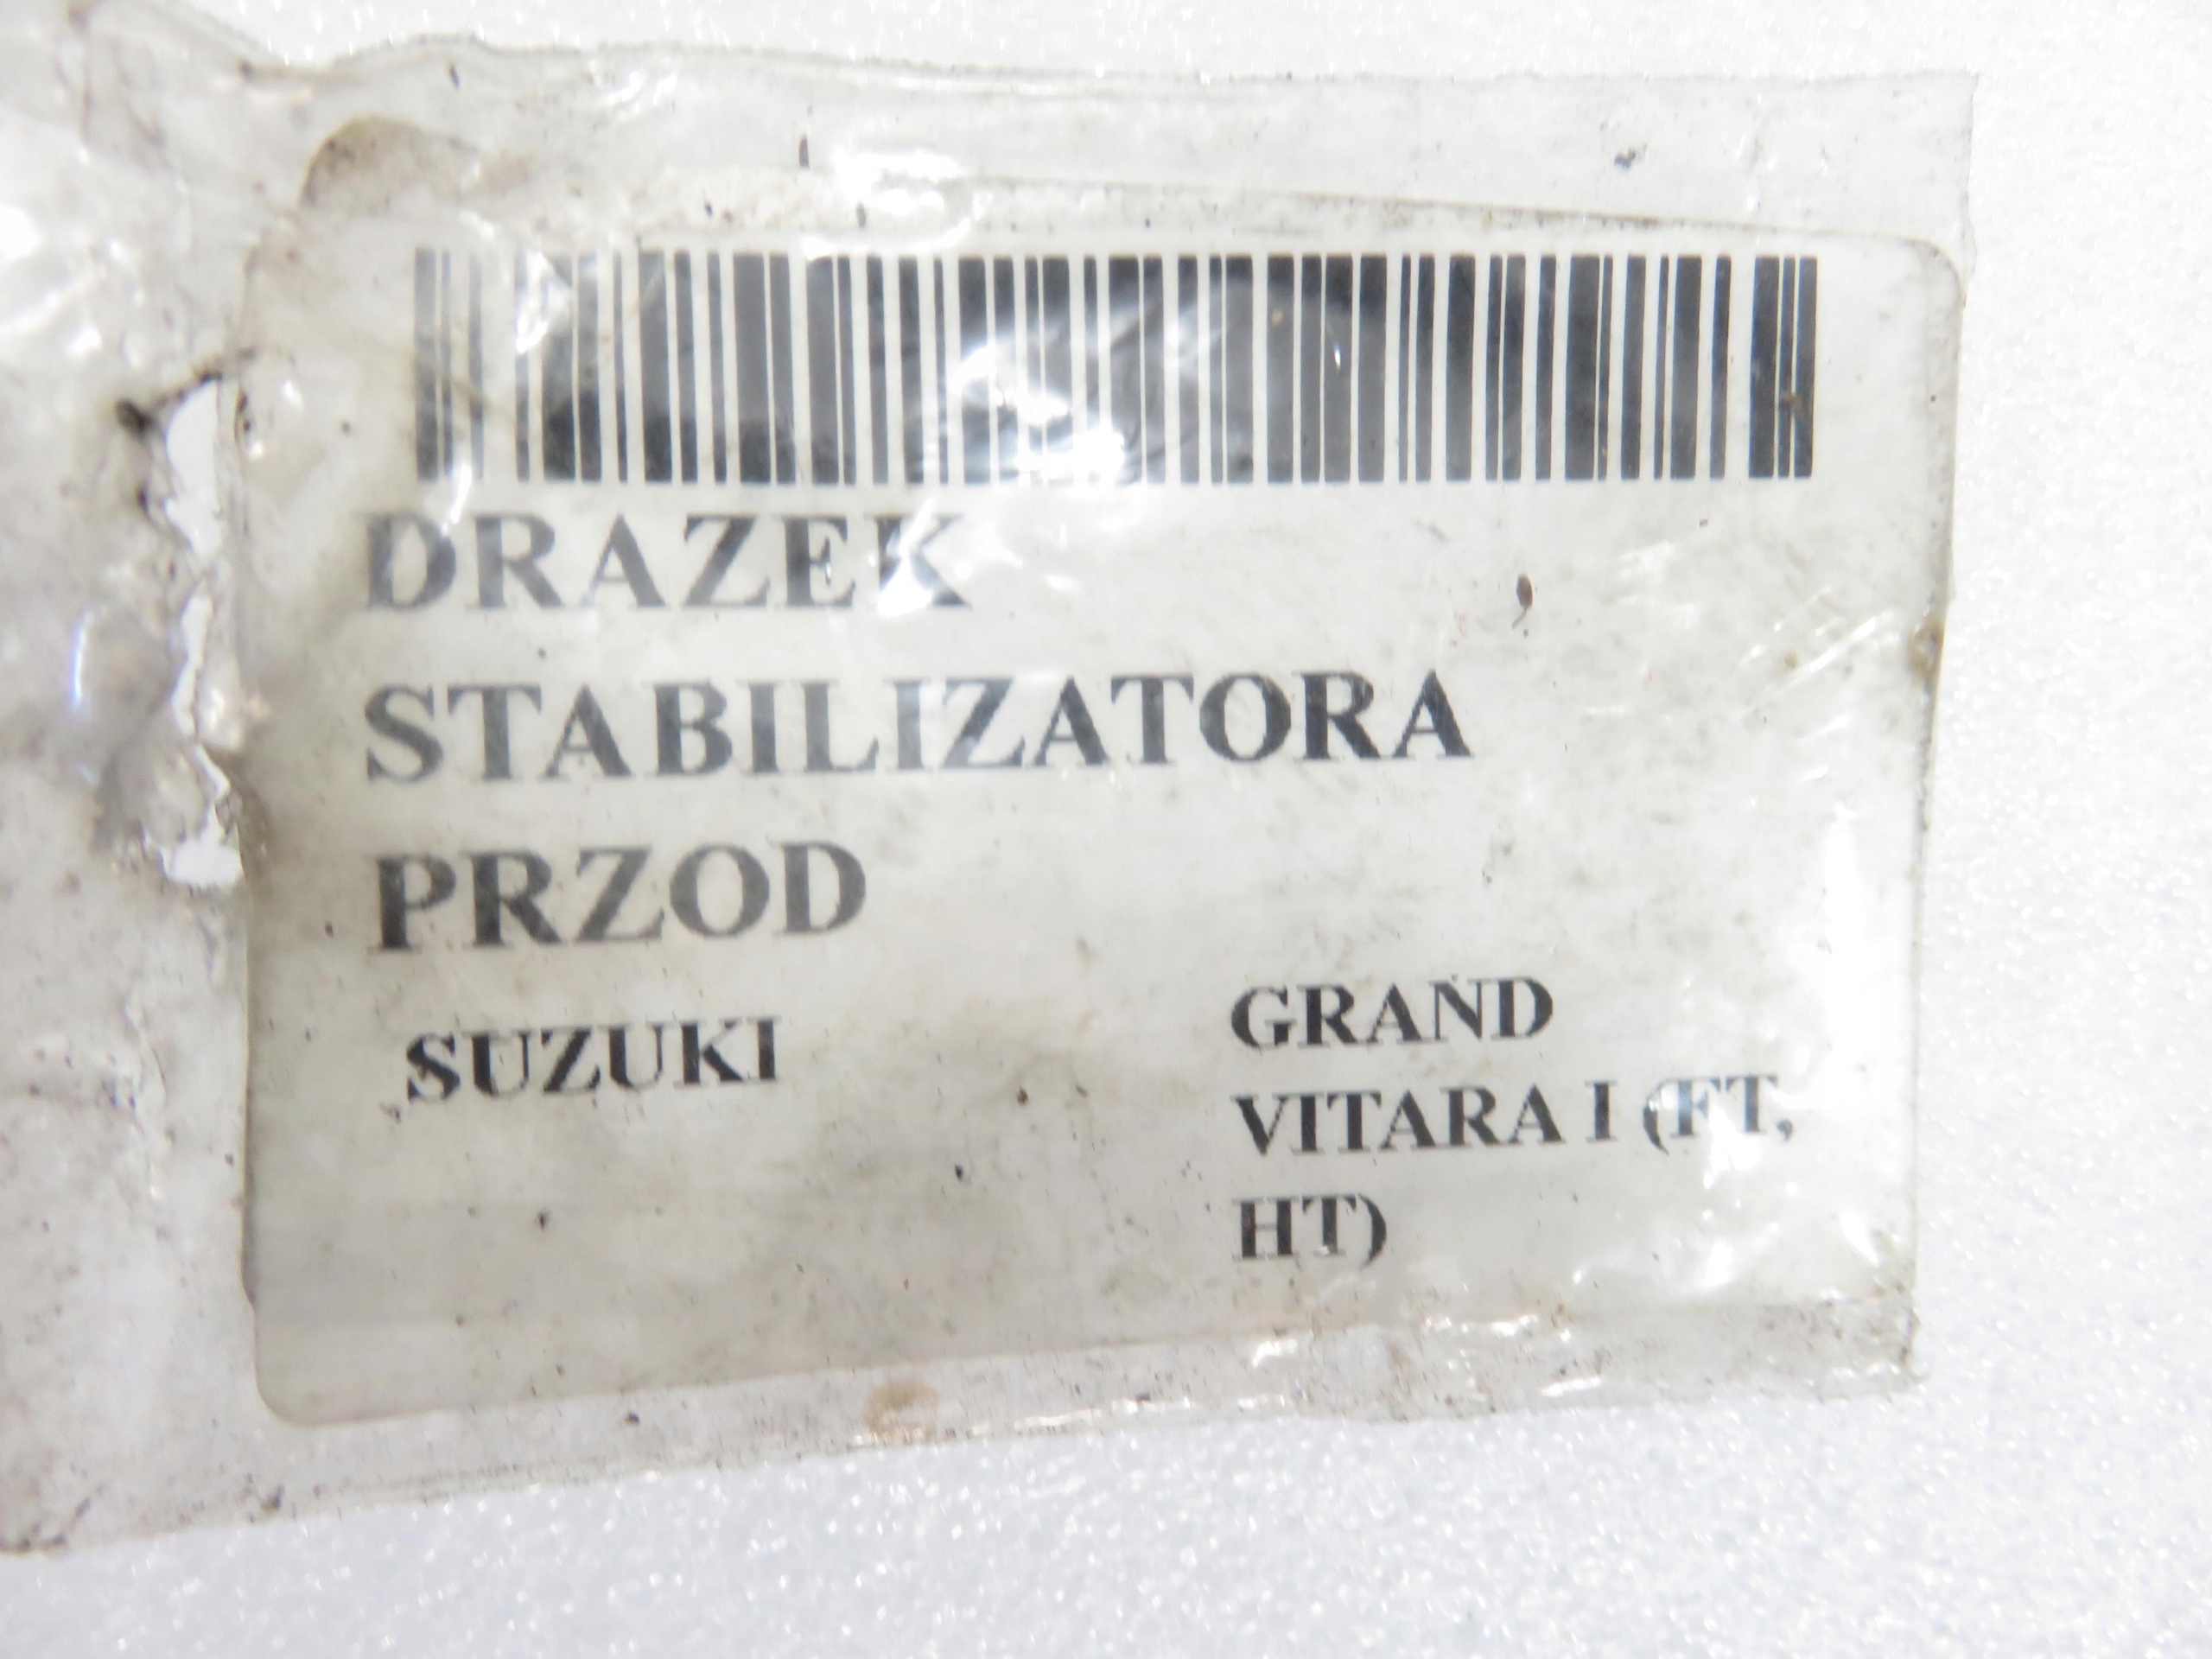 DRAZEK
STABILIZATORA
PRZOD
SUZUKI
GRAND
VITARA I (FT,
HT)